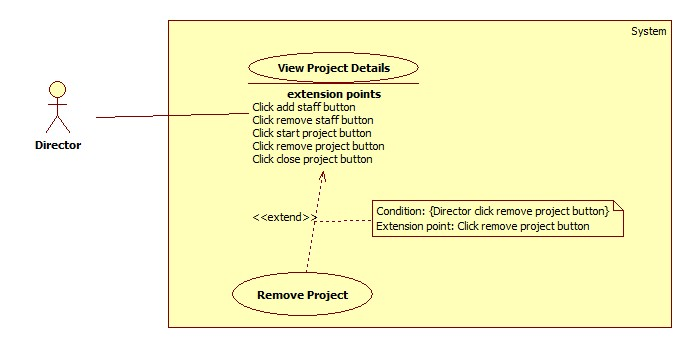 System
View Project Details
extension points
Click add staff button
Click remove staff button
Click start project button
Click remove project button
Click close project button
Director
<<extend>>
Condition: {Director click remove project button}
Extension point: Click remove project button
Remove Project